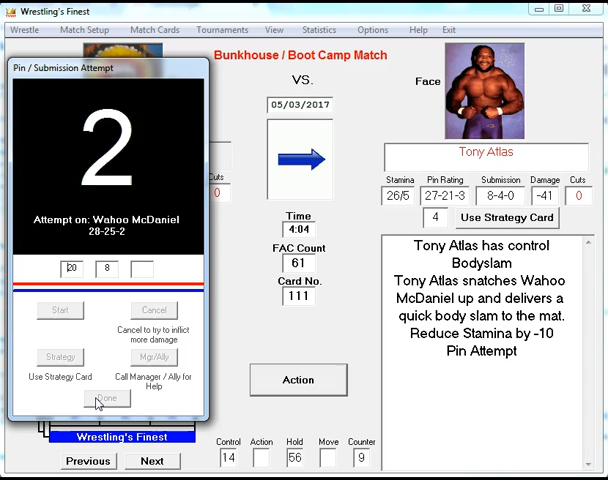 Wrestling's Finest
Wrestle Match Setup Match Cards Tournaments View Statistics Options Help Exit
Pin / Submission Attempt
2
Attempt on: Wahoo McDaniel
28-25-2
20 8
Start Cancel
Cancel to try to inflict
more damage
Strategy Mgr/Ally
Use Strategy Card Call Manager / Ally for
Help
Done
Wrestling's Finest
Previous Next
Bunkhouse / Boot Camp Match
VS.
05/03/2017
Cuts
0
Time
4:04
FAC Count
61
Card No.
111
Action
Control Action Hold Move Counter
14 56 9
Face
Tony Atlas
Stamina Pin Rating Submission Damage Cuts
26/5 27-21-3 8-4-0 -41 0
4 Use Strategy Card
Tony Atlas has control
Bodyslam
Tony Atlas snatches Wahoo
McDaniel up and delivers a
quick body slam to the mat.
Reduce Stamina by -10
Pin Attempt